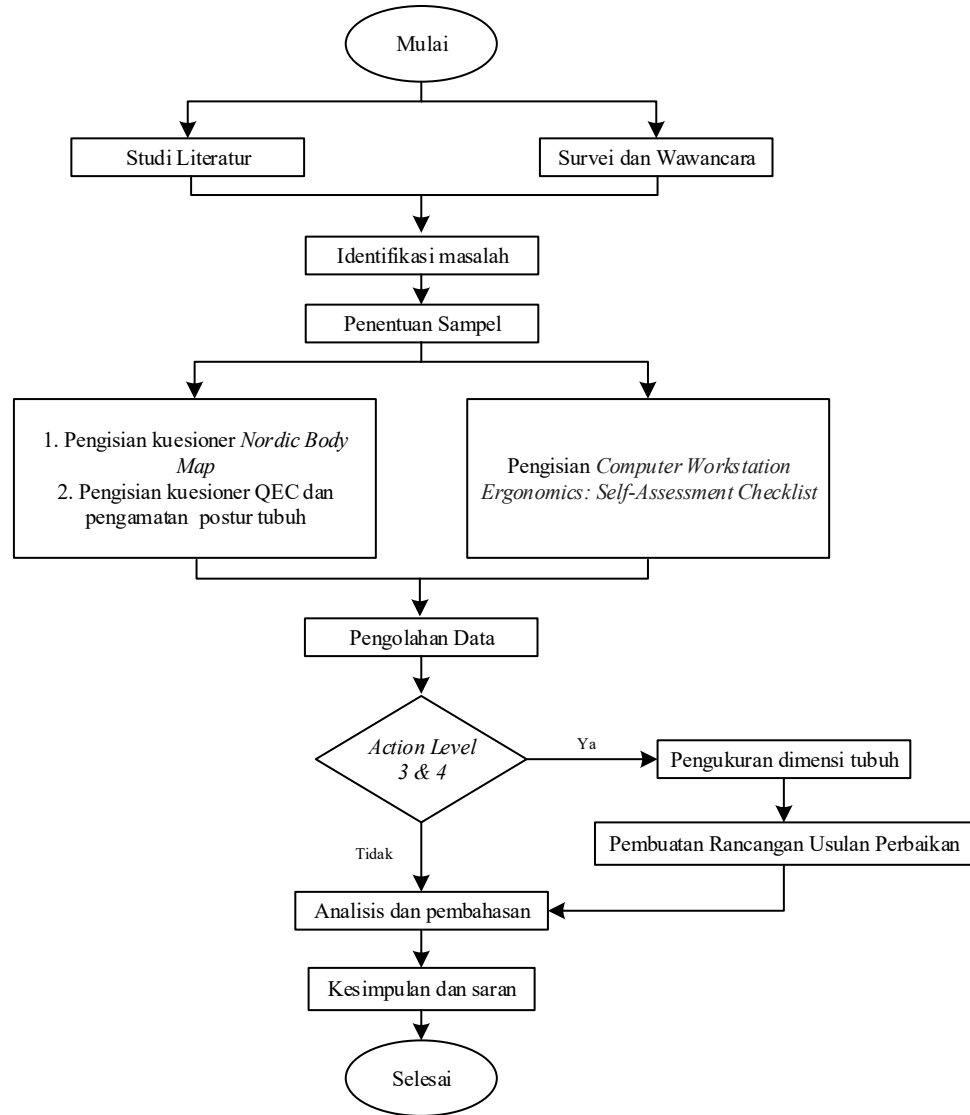 Mulai
Studi Literatur
Survei dan Wawancara
Identifikasi masalah
Penentuan Sampel
1. Pengisian kuesioner Nordic Body
Map
2. Pengisian kuesioner QEC dan
pengamatan postur tubuh
Pengisian Computer Workstation
Ergonomics: Self-Assessment Checklist
Pengolahan Data
Action Level
3 & 4
Ya
Pengukuran dimensi tubuh
Pembuatan Rancangan Usulan Perbaikan
Tidak
Analisis dan pembahasan
Kesimpulan dan saran
Selesai